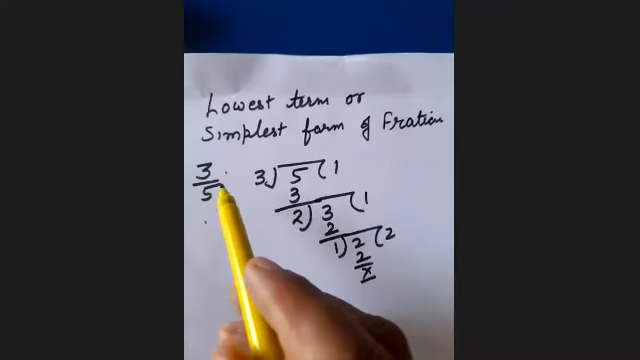 Lowest term or
Simplest form of Fration
3
5
3) 5 (1
3
2) 3 (1
2
1) 2 (2
2
x